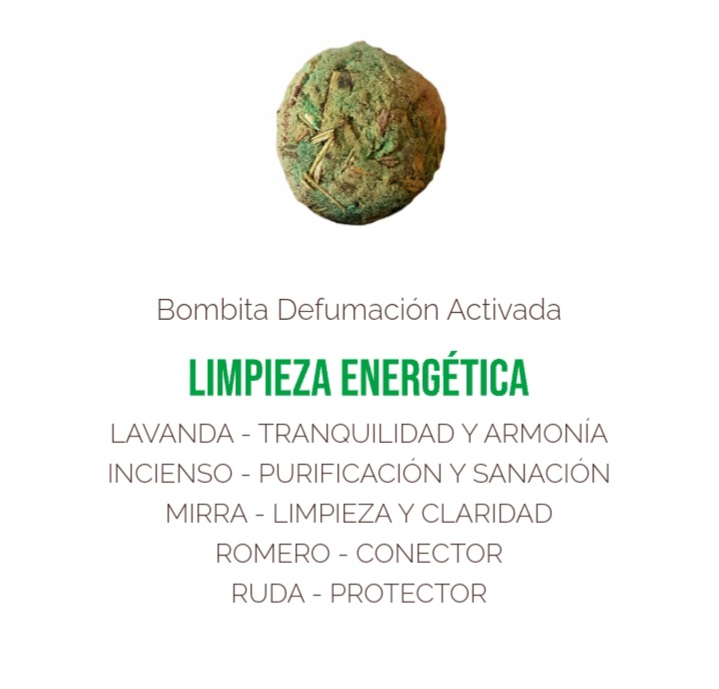 Bombita Defumación Activada
LIMPIEZA ENERGÉTICA
LAVANDA - TRANQUILIDAD Y ARMONÍA
INCIENSO - PURIFICACIÓN Y SANACIÓN
MIRRA - LIMPIEZA Y CLARIDAD
ROMERO - CONECTOR
RUDA - PROTECTOR